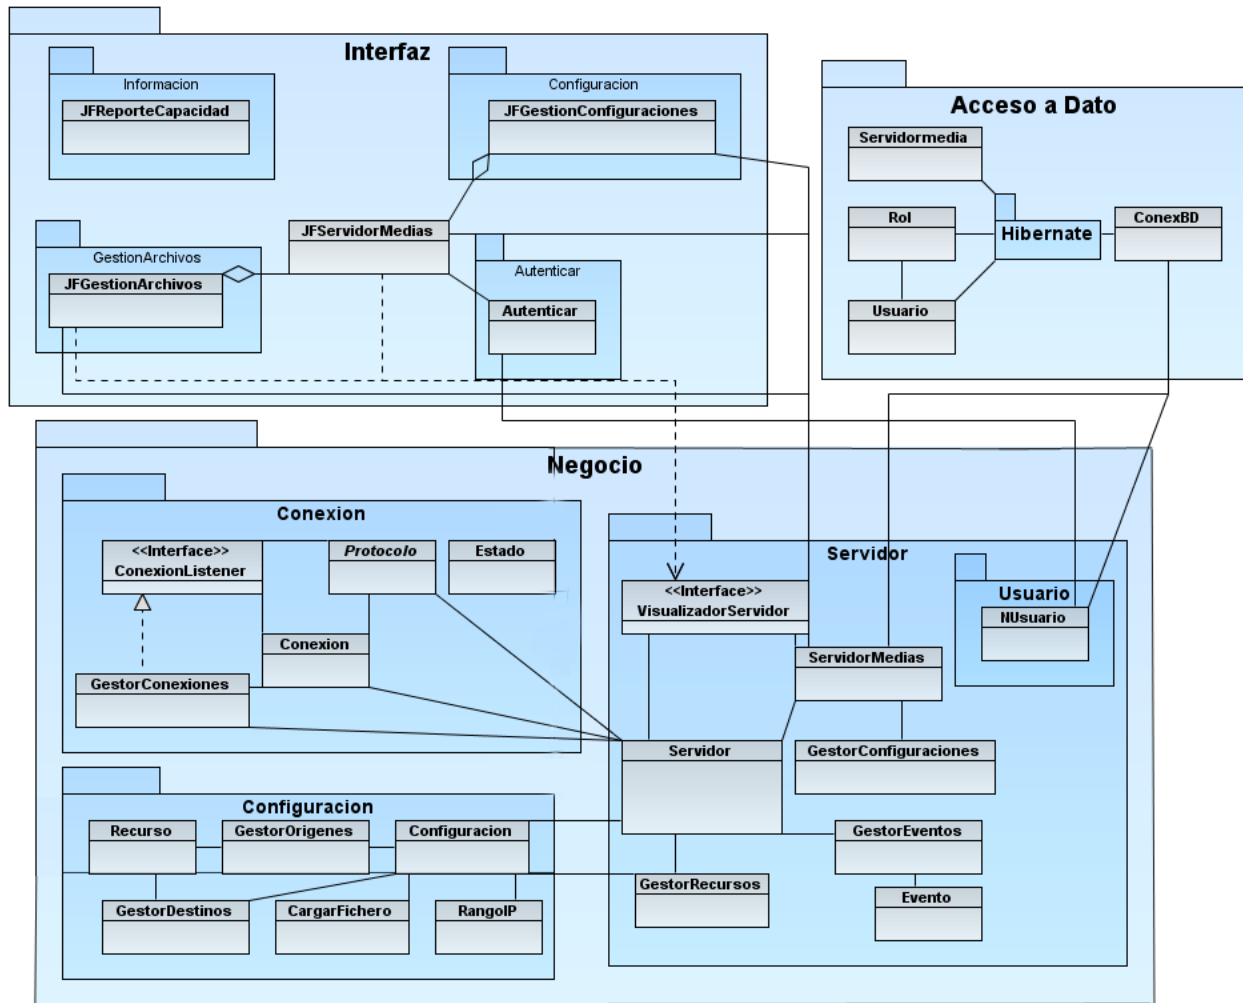 Interfaz
Informacion
JFReporteCapacidad
Configuracion
JFGestionConfiguraciones
GestionArchivos
JFGestionArchivos
JFServidorMedias
Autenticar
Autenticar
Acceso a Dato
Servidormedia
Rol
Hibernate
ConexBD
Usuario
Negocio
Conexion
<<Interface>>
ConexionListener
Protocolo
Estado
Conexion
GestorConexiones
Servidor
<<Interface>>
VisualizadorServidor
Usuario
NUsuario
ServidorMedias
Servidor
GestorConfiguraciones
GestorEventos
GestorRecursos
Evento
Configuracion
Recurso
GestorOrigenes
Configuracion
GestorDestinos
CargarFichero
RangoIP